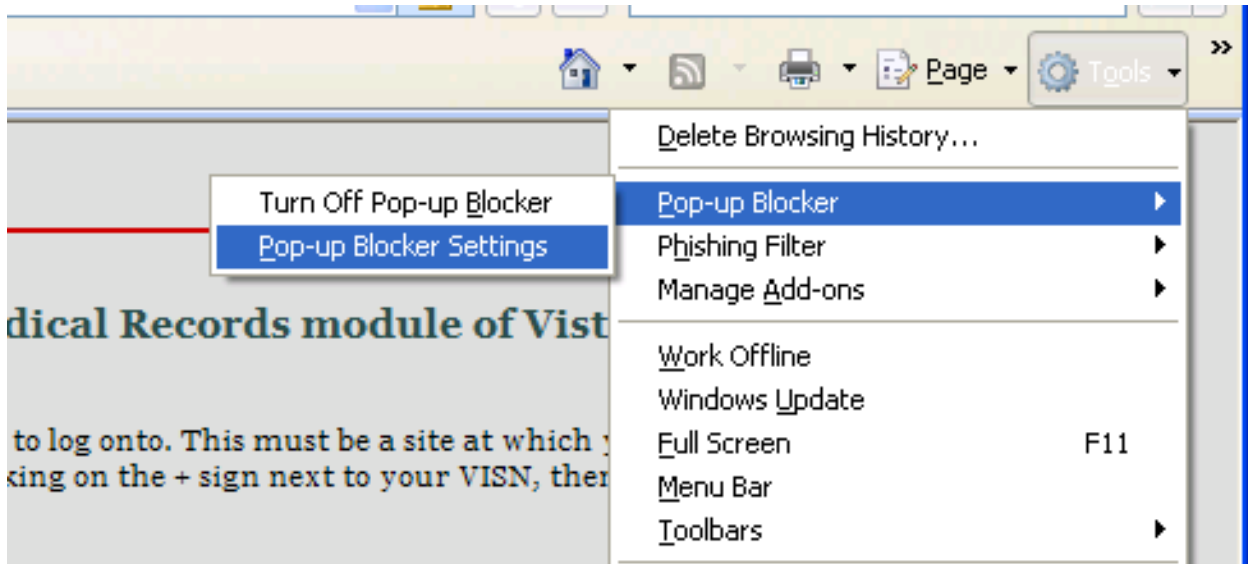 Page
Tools
»
Delete Browsing History...
Turn Off Pop-up Blocker
Pop-up Blocker Settings
Pop-up Blocker
Phishing Filter
Manage Add-ons
Work Offline
Windows Update
Full Screen F11
Menu Bar
Toolbars
dical Records module of Vist
to log onto. This must be a site at which
king on the + sign next to your VISN, then